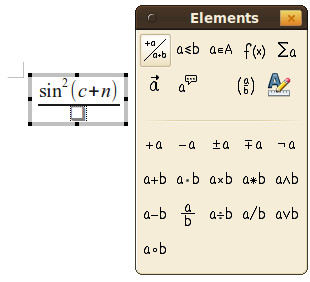 Elements
+a/a+b a≤b a∈A f(x) Σa
a⃗ a (a b)
sin²(c+n)
+a −a ±a ∓a ¬a
a+b a·b a×b a∗b a∧b
a−b a/b a÷b a/b a∨b
a∘b